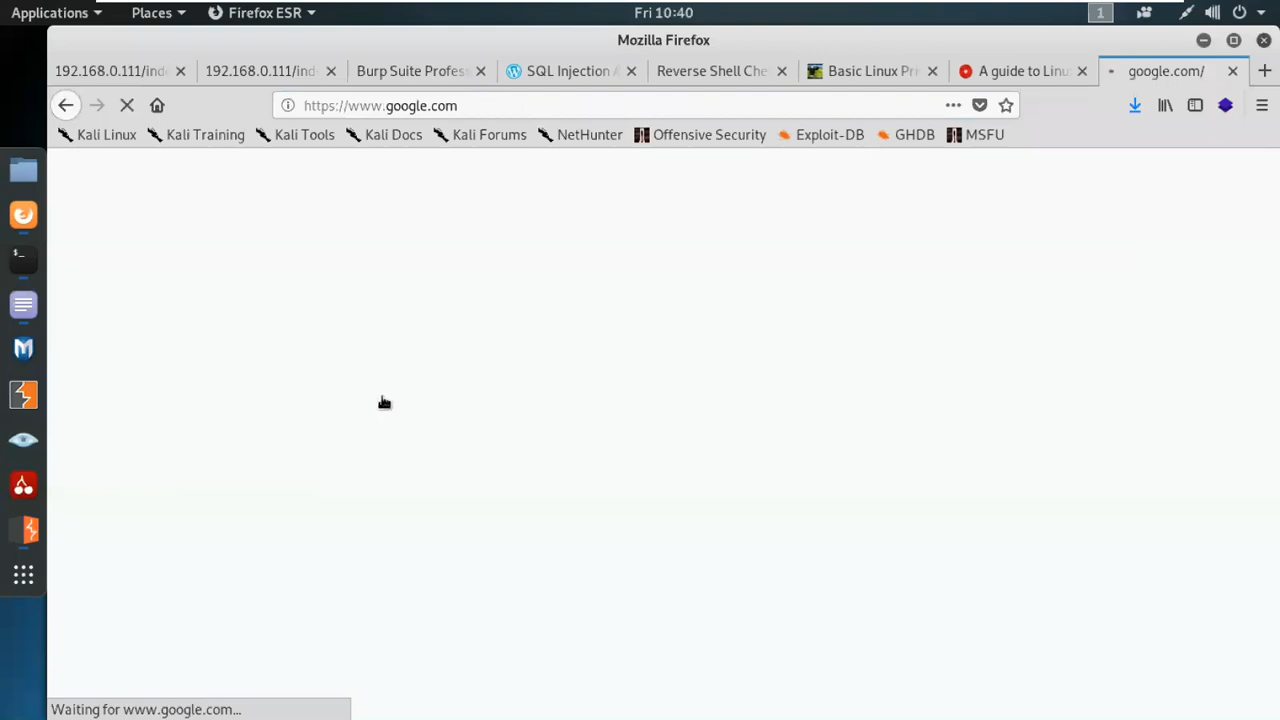 Applications Places Firefox ESR Fri 10:40 1
Mozilla Firefox
192.168.0.111/ind 192.168.0.111/ind Burp Suite Profes SQL Injection A Reverse Shell Che Basic Linux Pri A guide to Linu google.com/
https://www.google.com
Kali Linux Kali Training Kali Tools Kali Docs Kali Forums NetHunter Offensive Security Exploit-DB GHDB MSFU
Waiting for www.google.com...